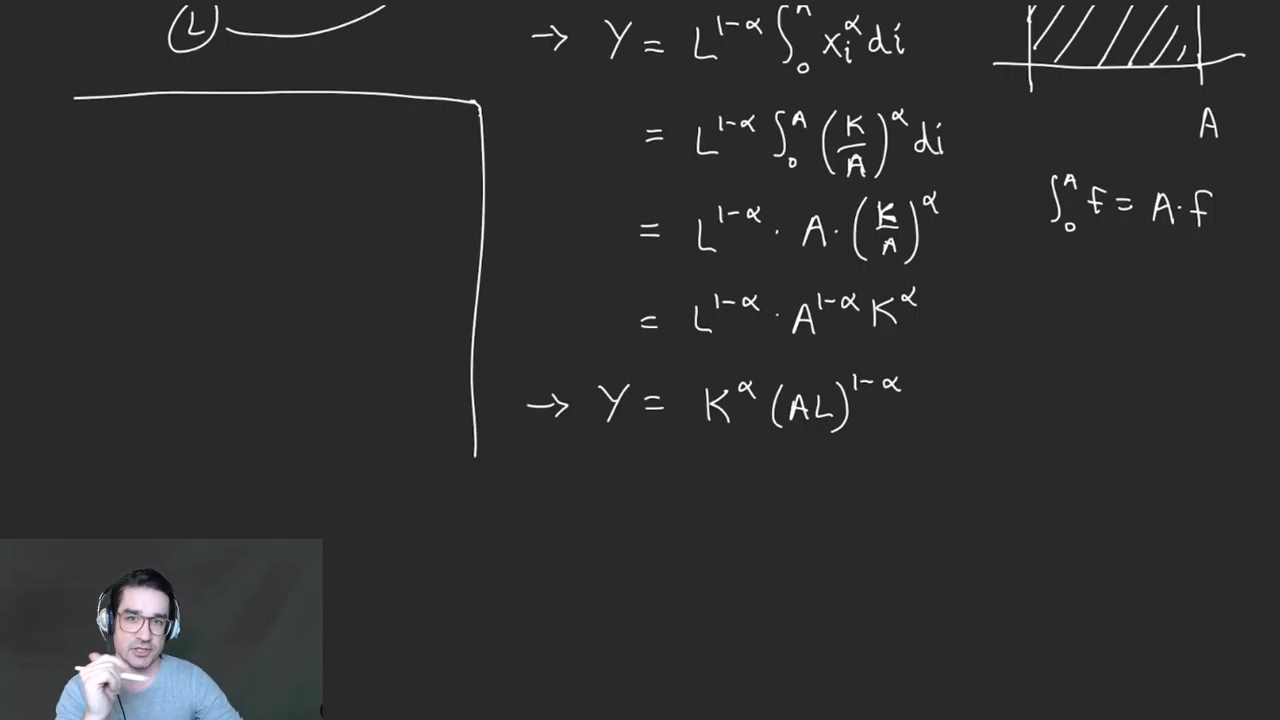 L
→ Y = L^{1-α} ∫_0^A x_i^α di
= L^{1-α} ∫_0^A (K/A)^α di
= L^{1-α} · A · (K/A)^α
= L^{1-α} · A^{1-α} K^α
→ Y = K^α (AL)^{1-α}
A
∫_0^A f = A · f